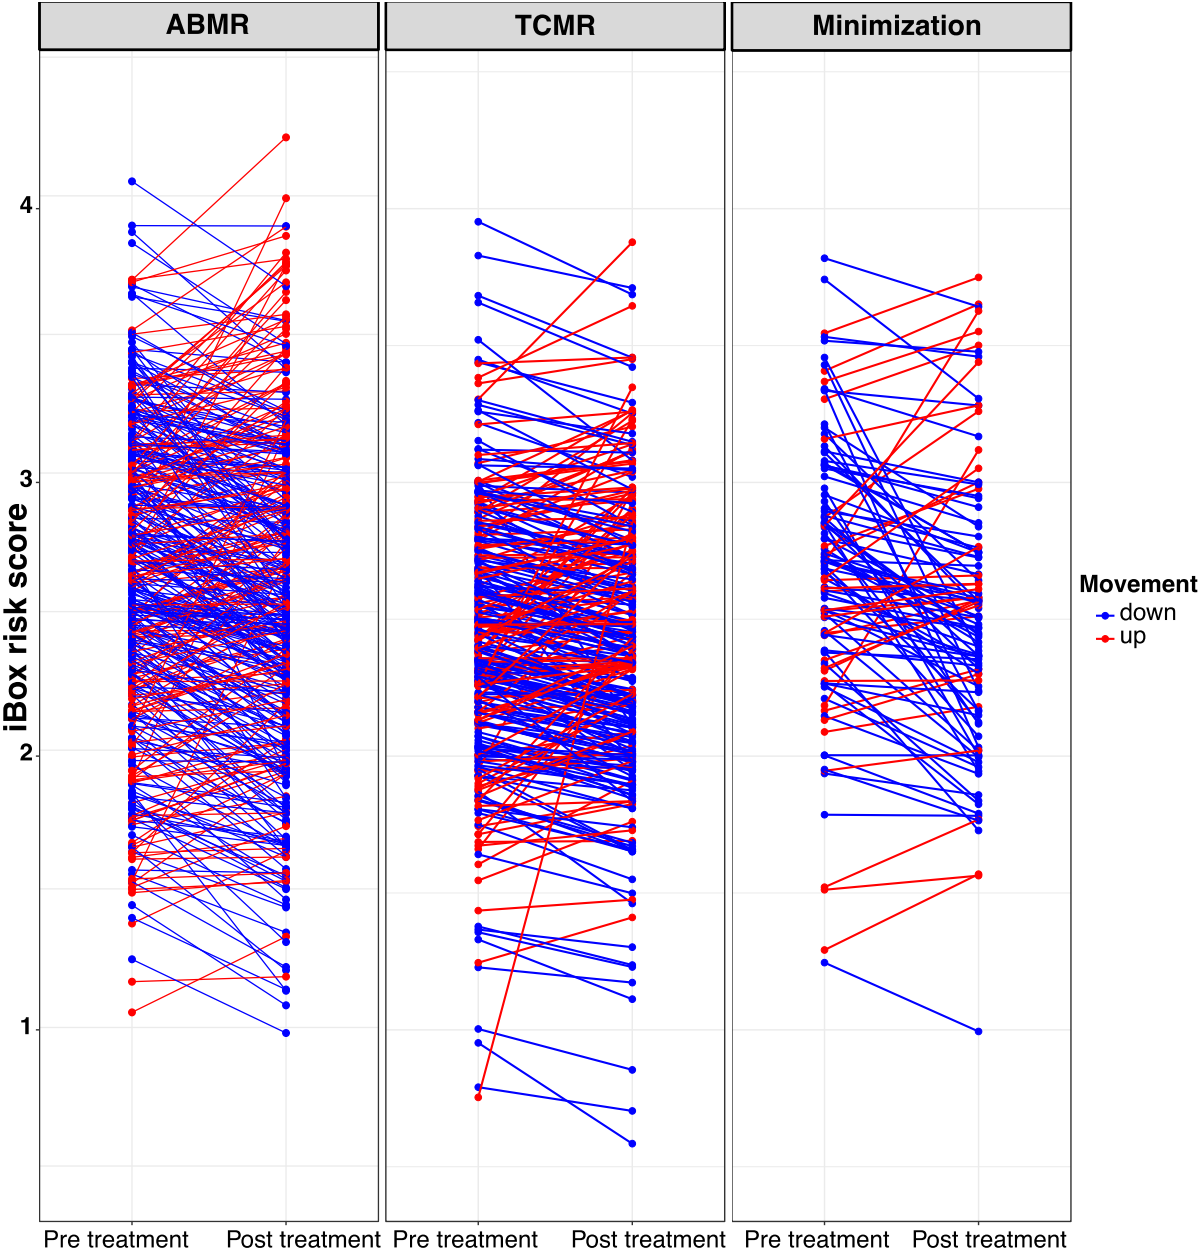 ABMR
TCMR
Minimization
iBox risk score
4
3
2
1
Movement
down
up
Pre treatment
Post treatment
Pre treatment
Post treatment
Pre treatment
Post treatment